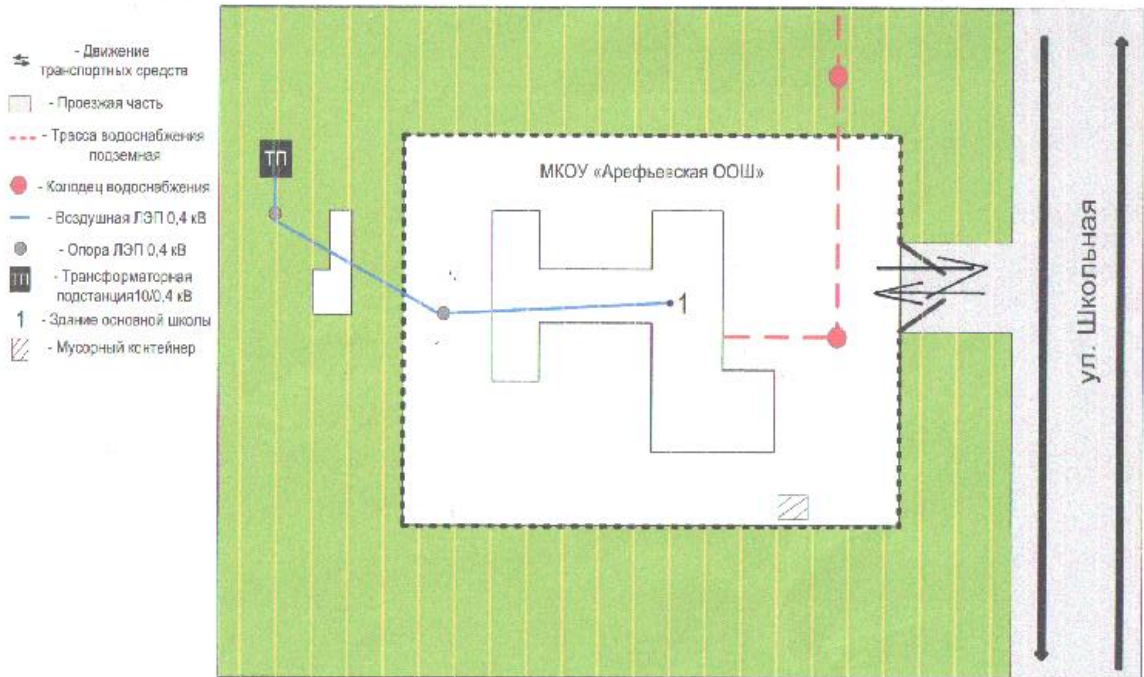 - Движение
транспортных средств
- Проезжая часть
- Трасса водоснабжения
подземная
- Колодец водоснабжения
- Воздушная ЛЭП 0,4 кВ
- Опора ЛЭП 0,4 кВ
ТП - Трансформаторная
подстанция10/0,4 кВ
1 - Здание основной школы
- Мусорный контейнер
ТП
МКОУ «Арефьевская ООШ»
1
ул. Школьная